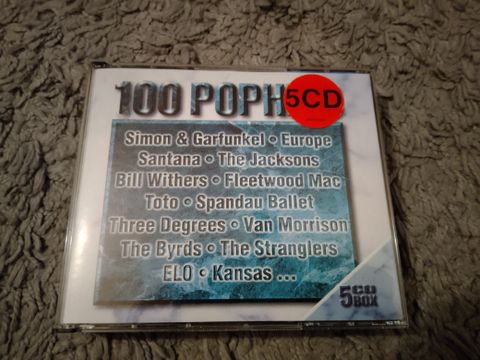 100 POPH
5CD
Simon & Garfunkel • Europe
Santana • The Jacksons
Bill Withers • Fleetwood Mac
Toto • Spandau Ballet
Three Degrees • Van Morrison
The Byrds • The Stranglers
ELO • Kansas ...
5CD
BOX